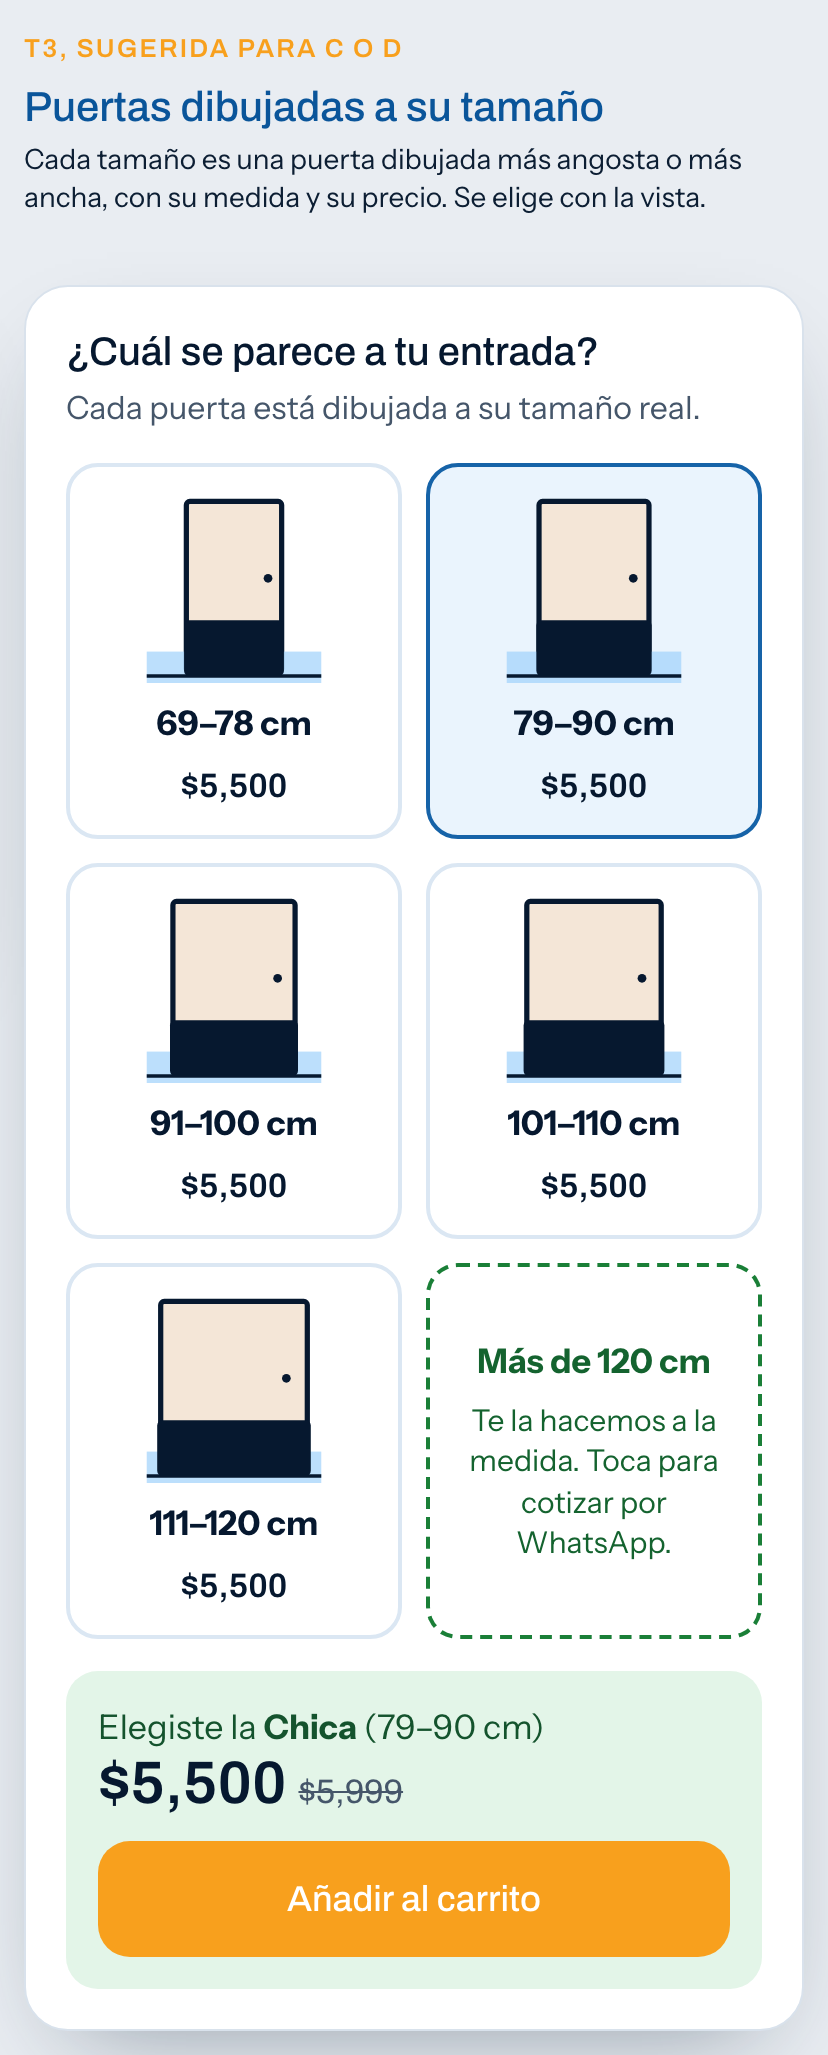 T3, SUGERIDA PARA C O D
Puertas dibujadas a su tamaño
Cada tamaño es una puerta dibujada más angosta o más
ancha, con su medida y su precio. Se elige con la vista.
¿Cuál se parece a tu entrada?
Cada puerta está dibujada a su tamaño real.
69–78 cm
$5,500
79–90 cm
$5,500
91–100 cm
$5,500
101–110 cm
$5,500
111–120 cm
$5,500
Más de 120 cm
Te la hacemos a la
medida. Toca para
cotizar por
WhatsApp.
Elegiste la Chica (79–90 cm)
$5,500 $5,999
Añadir al carrito